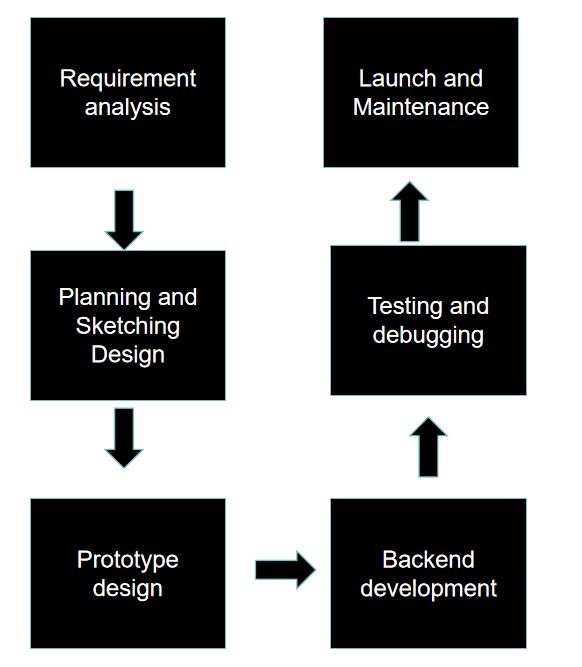 Requirement
analysis
Planning and
Sketching
Design
Prototype
design
Backend
development
Testing and
debugging
Launch and
Maintenance